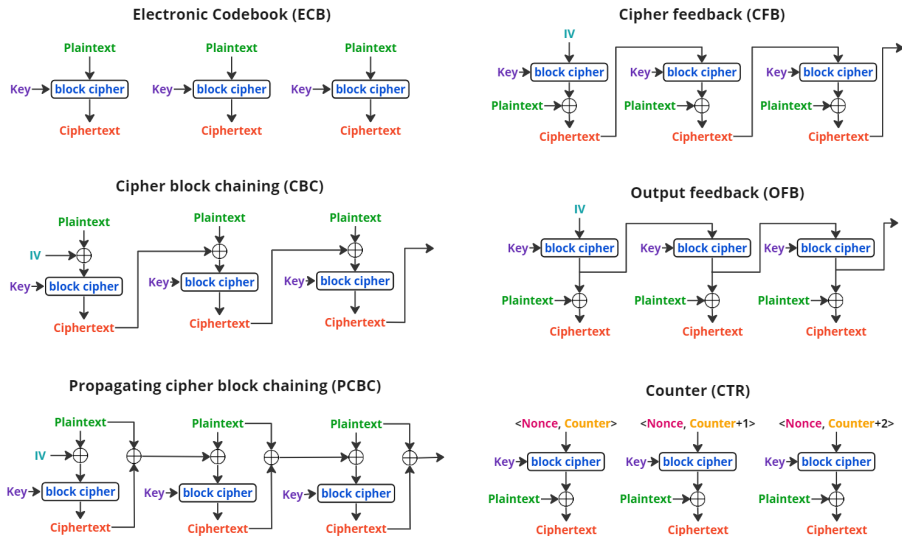 Electronic Codebook (ECB)
Plaintext Plaintext Plaintext
Key block cipher Key block cipher Key block cipher
Ciphertext Ciphertext Ciphertext
Cipher feedback (CFB)
IV
Key block cipher Key block cipher Key block cipher
Plaintext Plaintext Plaintext
Ciphertext Ciphertext Ciphertext
Cipher block chaining (CBC)
Plaintext Plaintext Plaintext
IV
Key block cipher Key block cipher Key block cipher
Ciphertext Ciphertext Ciphertext
Output feedback (OFB)
IV
Key block cipher Key block cipher Key block cipher
Plaintext Plaintext Plaintext
Ciphertext Ciphertext Ciphertext
Propagating cipher block chaining (PCBC)
Plaintext Plaintext Plaintext
IV
Key block cipher Key block cipher Key block cipher
Ciphertext Ciphertext Ciphertext
Counter (CTR)
<Nonce, Counter> <Nonce, Counter+1> <Nonce, Counter+2>
Key block cipher Key block cipher Key block cipher
Plaintext Plaintext Plaintext
Ciphertext Ciphertext Ciphertext